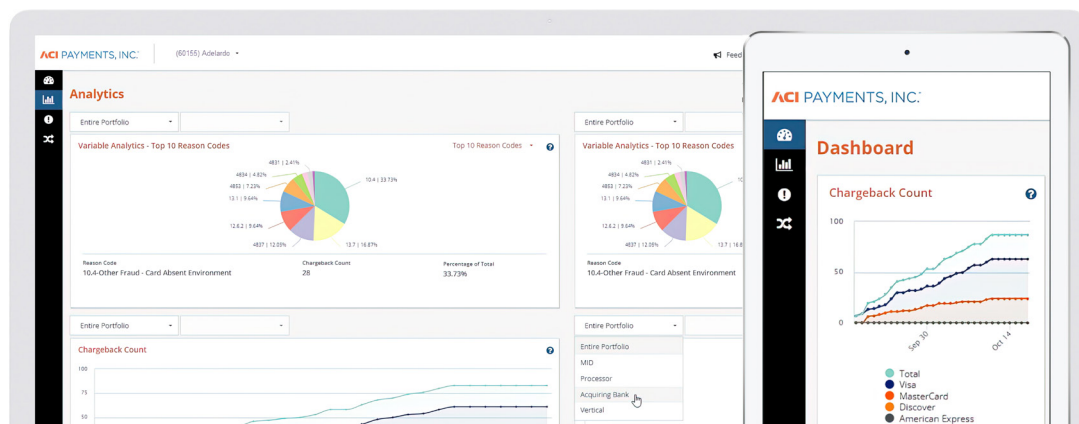 ACI PAYMENTS, INC.
(60155) Adelardo
Feed
Analytics
Entire Portfolio
Entire Portfolio
Variable Analytics - Top 10 Reason Codes
Top 10 Reason Codes
Variable Analytics - Top 10 Reason Codes
4831 | 2.41%
4834 | 4.82%
4853 | 7.23%
13.1 | 9.64%
12.6.2 | 9.64%
4837 | 12.05%
13.7 | 16.87%
10.4 | 33.73%
4831 | 2.41%
4834 | 4.82%
4853 | 7.23%
13.1 | 9.64%
12.6.2 | 9.64%
4837 | 12.05%
13.7 | 16.8
10
Reason Code
Chargeback Count
Percentage of Total
10.4-Other Fraud - Card Absent Environment
28
33.73%
Reason Code
10.4-Other Fraud - Card Absent Environment
Entire Portfolio
Entire Portfolio
Chargeback Count
100
75
50
Entire Portfolio
MID
Processor
Acquiring Bank
Vertical
ACI PAYMENTS, INC.
Dashboard
Chargeback Count
100
50
0
Sep 30
Oct 14
Total
Visa
MasterCard
Discover
American Express